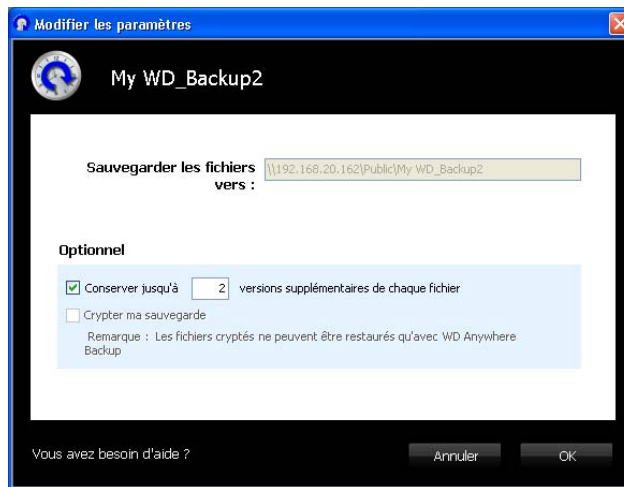 Modifier les paramètres
My WD_Backup2
Sauvegarder les fichiers
vers :
\\192.168.20.162\Public\My WD_Backup2
Optionnel
Conserver jusqu'à 2 versions supplémentaires de chaque fichier
Crypter ma sauvegarde
Remarque : Les fichiers cryptés ne peuvent être restaurés qu'avec WD Anywhere
Backup
Vous avez besoin d'aide ?
Annuler
OK